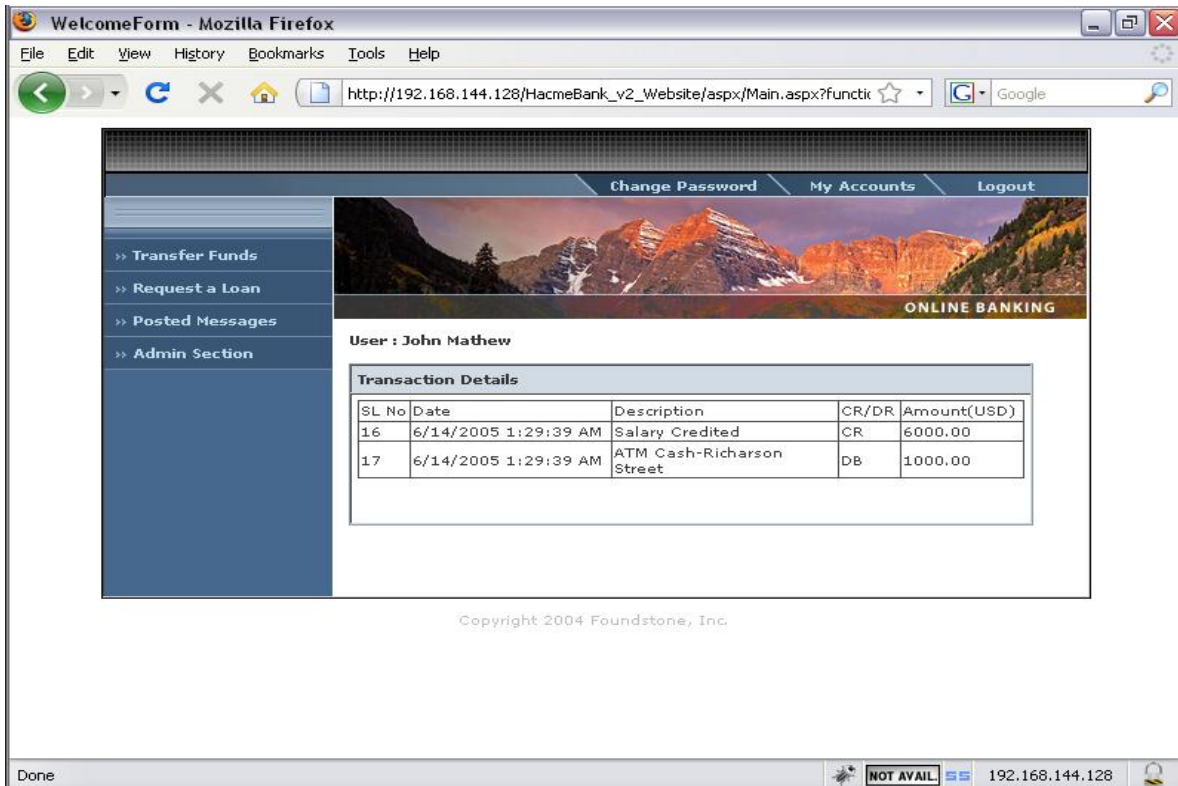 WelcomeForm - Mozilla Firefox
File Edit View History Bookmarks Tools Help
http://192.168.144.128/HacmeBank_v2_Website/aspx/Main.aspx?functic
G Google
Change Password My Accounts Logout
ONLINE BANKING
» Transfer Funds
» Request a Loan
» Posted Messages
» Admin Section
User : John Mathew
Transaction Details
SL No Date Description CR/DR Amount(USD)
16 6/14/2005 1:29:39 AM Salary Credited CR 6000.00
17 6/14/2005 1:29:39 AM ATM Cash-Richarson Street DB 1000.00
Copyright 2004 Foundstone, Inc.
Done NOT AVAIL. 192.168.144.128